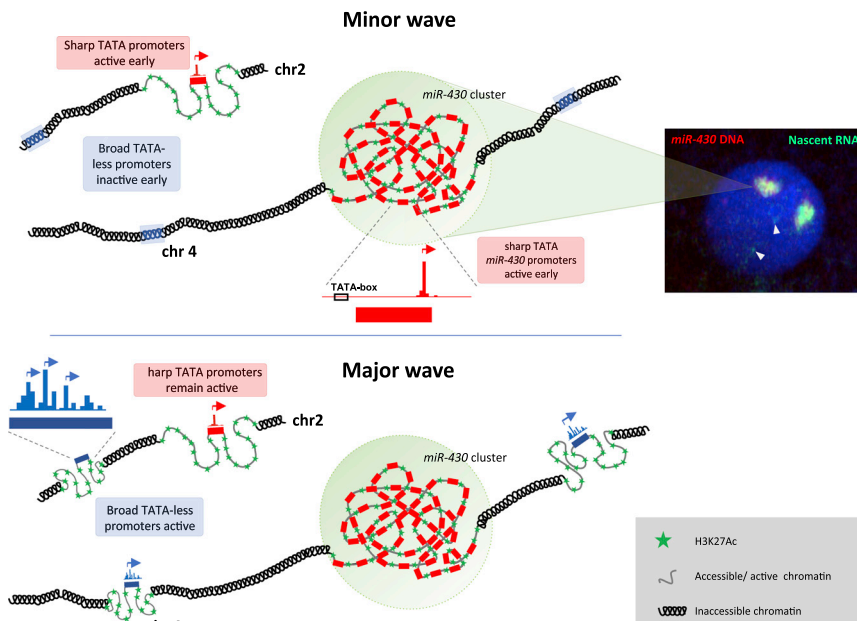 Minor wave
Sharp TATA promoters
active early
chr2
miR-430 cluster
Broad TATA-
less promoters
inactive early
miR-430 DNA
Nascent RNA
chr 4
sharp TATA
miR-430 promoters
active early
TATA-box
Major wave
harp TATA promoters
remain active
chr2
miR-430 cluster
Broad TATA-less
promoters active
H3K27Ac
Accessible/ active chromatin
Inaccessible chromatin